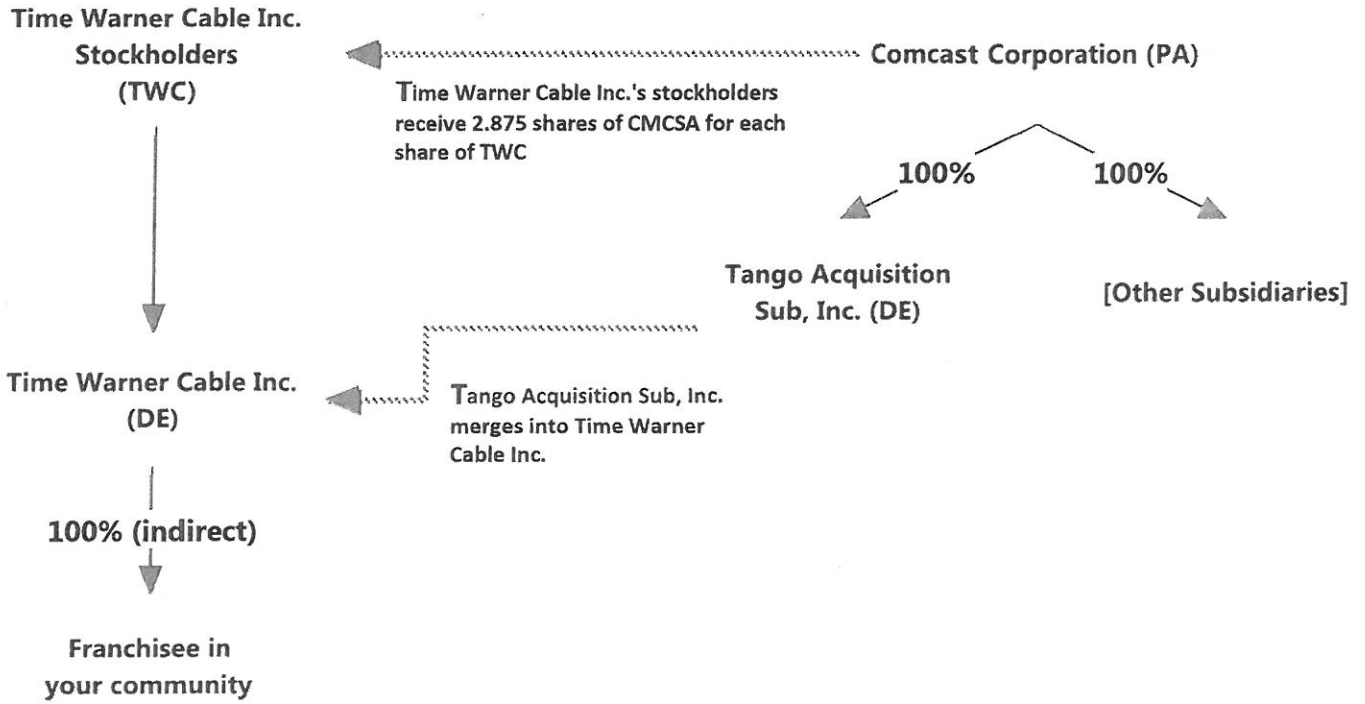 Time Warner Cable Inc.
Stockholders
(TWC)
Comcast Corporation (PA)
Time Warner Cable Inc.'s stockholders
receive 2.875 shares of CMCSA for each
share of TWC
100%
100%
Tango Acquisition
Sub, Inc. (DE)
[Other Subsidiaries]
Time Warner Cable Inc.
(DE)
Tango Acquisition Sub, Inc.
merges into Time Warner
Cable Inc.
100% (indirect)
Franchisee in
your community